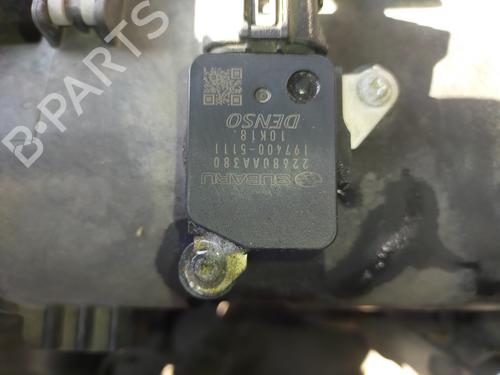 SUBARU
22680AA380
197400-5111
10K18.
DENSO
B-PARTS